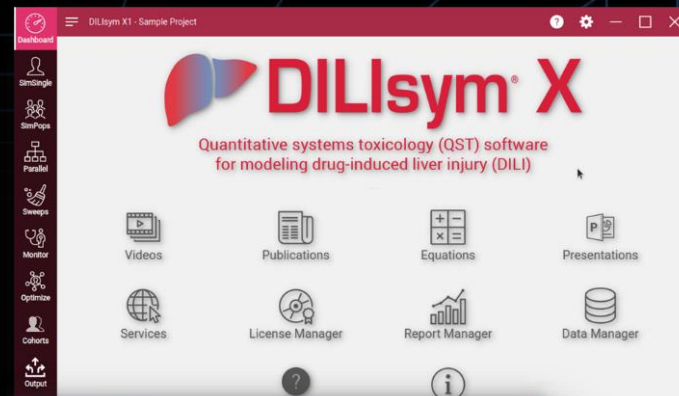 DILIsym X1 - Sample Project
?
Dashboard
SimSingle
SimPops
Parallel
Sweeps
Monitor
Optimize
Cohorts
Output
DILIsym® X
Quantitative systems toxicology (QST) software
for modeling drug-induced liver injury (DILI)
Videos
Publications
Equations
Presentations
Services
License Manager
Report Manager
Data Manager
?
i